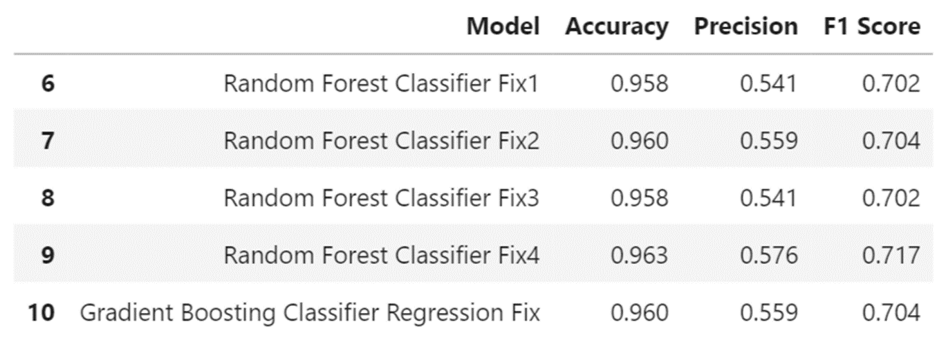 Model Accuracy Precision F1 Score
6 Random Forest Classifier Fix1 0.958 0.541 0.702
7 Random Forest Classifier Fix2 0.960 0.559 0.704
8 Random Forest Classifier Fix3 0.958 0.541 0.702
9 Random Forest Classifier Fix4 0.963 0.576 0.717
10 Gradient Boosting Classifier Regression Fix 0.960 0.559 0.704